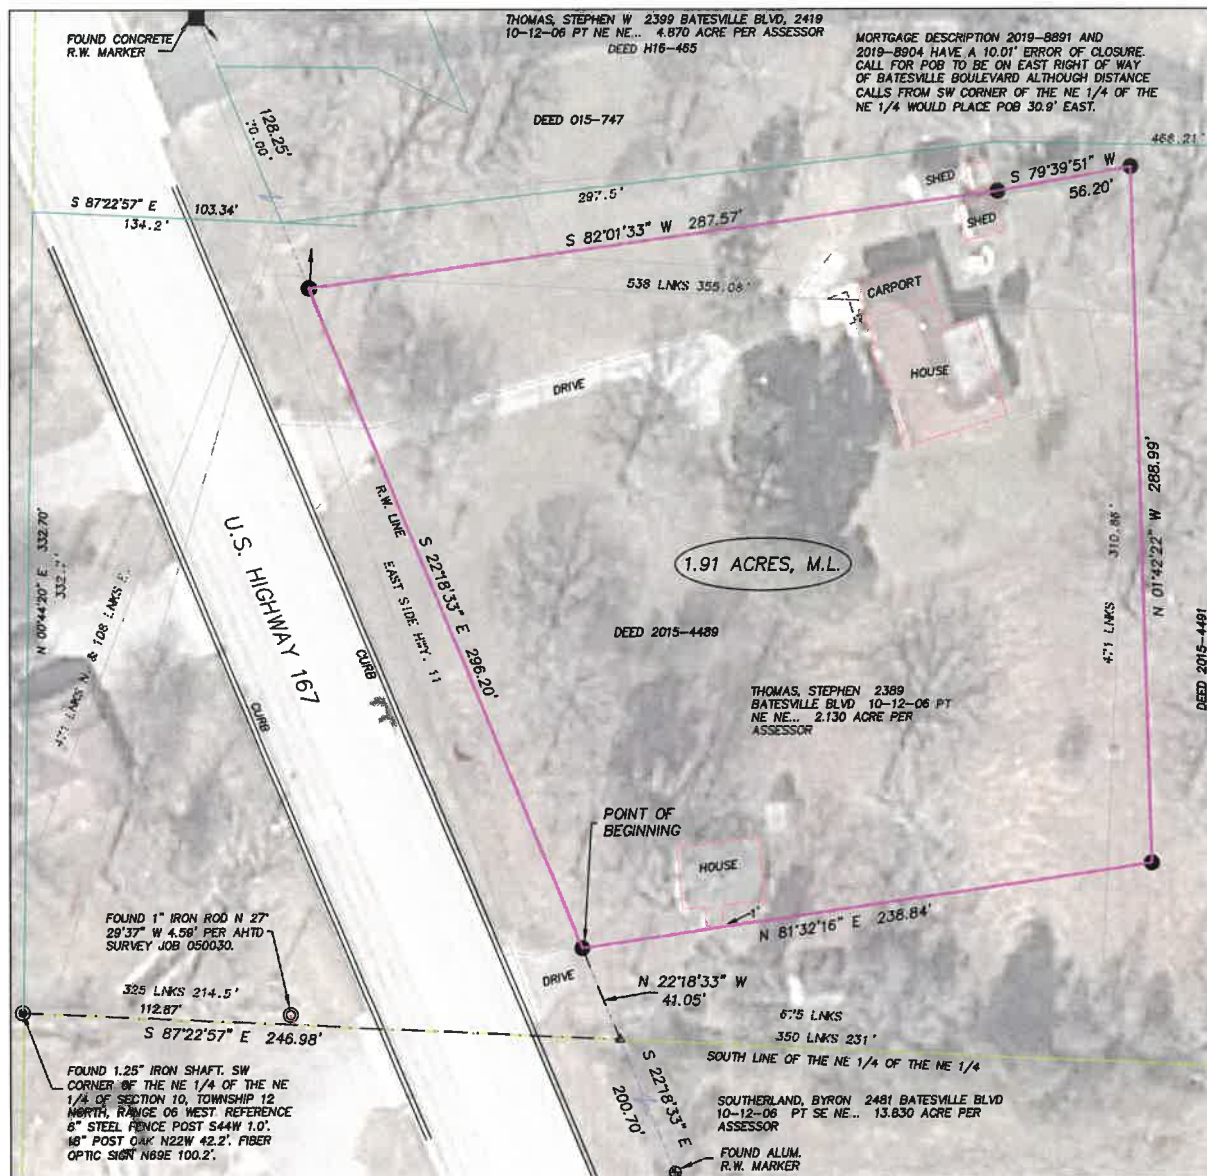 THOMAS, STEPHEN W 2399 BATESVILLE BLVD, 2419
10-12-06 PT NE NE... 4.870 ACRE PER ASSESSOR
DEED H16-465
FOUND CONCRETE
R.W. MARKER
MORTGAGE DESCRIPTION 2019-8891 AND
2019-8904 HAVE A 10.01' ERROR OF CLOSURE.
CALL FOR POB TO BE ON EAST RIGHT OF WAY
OF BATESVILLE BOULEVARD ALTHOUGH DISTANCE
CALLS FROM SW CORNER OF THE NE 1/4 OF THE
NE 1/4 WOULD PLACE POB 30.9' EAST.
DEED 015-747
128.25'
468.21'
SHED
S 79°39'51" W
56.20'
S 87°22'57" E
103.34'
134.2'
297.5'
S 82°01'33" W 287.57'
SHED
538 LNKS 355.08'
CARPORT
HOUSE
DRIVE
R.W. LINE
S 22°18'33" E 296.20'
EAST SIDE HWY. 11
U.S. HIGHWAY 167
CURB
CURB
N 00°44'20" E 332.70'
471 LNKS N. & 108 LNKS E.
1.91 ACRES, M.L.
310.86'
471 LNKS
N 01°42'22" W 288.99'
DEED 2015-4491
DEED 2015-4489
THOMAS, STEPHEN 2389
BATESVILLE BLVD 10-12-06 PT
NE NE... 2.130 ACRE PER
ASSESSOR
POINT OF
BEGINNING
HOUSE
1'
N 81°32'16" E 238.84'
FOUND 1" IRON ROD N 27°
29'37" W 4.59' PER AHTD
SURVEY JOB 050030.
DRIVE
N 22°18'33" W
41.05'
325 LNKS 214.5'
112.87'
S 87°22'57" E 246.98'
675 LNKS
350 LNKS 231'
SOUTH LINE OF THE NE 1/4 OF THE NE 1/4
FOUND 1.25" IRON SHAFT. SW
CORNER OF THE NE 1/4 OF THE NE
1/4 OF SECTION 10, TOWNSHIP 12
NORTH, RANGE 06 WEST. REFERENCE
8" STEEL FENCE POST S44W 1.0'.
18" POST OAK N22W 42.2'. FIBER
OPTIC SIGN N69E 100.2'.
S 22°18'33" E
200.70'
SOUTHERLAND, BYRON 2481 BATESVILLE BLVD
10-12-06 PT SE NE... 13.830 ACRE PER
ASSESSOR
FOUND ALUM.
R.W. MARKER